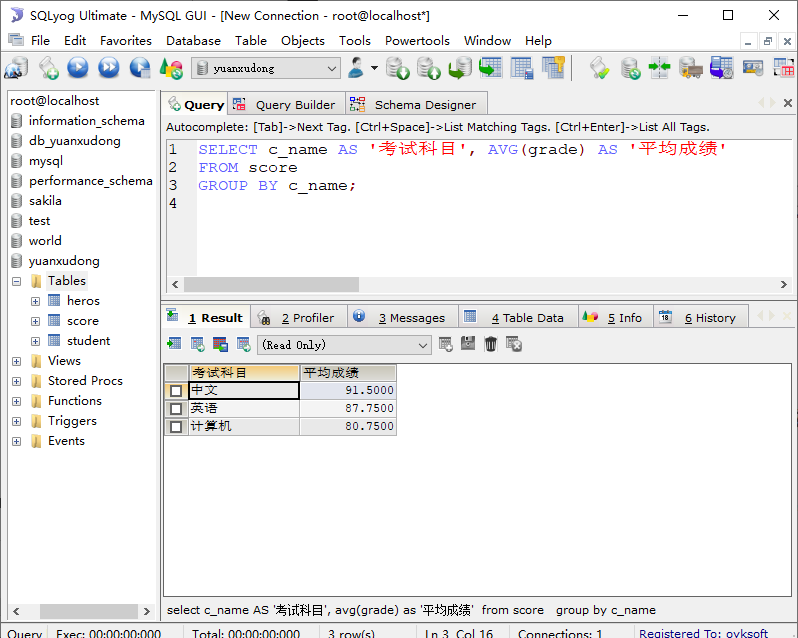 SQLyog Ultimate - MySQL GUI - [New Connection - root@localhost*]
File Edit Favorites Database Table Objects Tools Powertools Window Help
yuanxudong
root@localhost
information_schema
db_yuanxudong
mysql
performance_schema
sakila
test
world
yuanxudong
Tables
heros
score
student
Views
Stored Procs
Functions
Triggers
Events
Query Query Builder Schema Designer
Autocomplete: [Tab]->Next Tag. [Ctrl+Space]->List Matching Tags. [Ctrl+Enter]->List All Tags.
1 SELECT c_name AS '考试科目', AVG(grade) AS '平均成绩'
2 FROM score
3 GROUP BY c_name;
4
1 Result 2 Profiler 3 Messages 4 Table Data 5 Info 6 History
(Read Only)
考试科目 平均成绩
中文 91.5000
英语 87.7500
计算机 80.7500
select c_name AS '考试科目', avg(grade) as '平均成绩' from score group by c_name
Query Exec: 00:00:00:000 Total: 00:00:00:000 3 row(s) Ln 3, Col 16 Connections: 1 Registered To: ovksoft